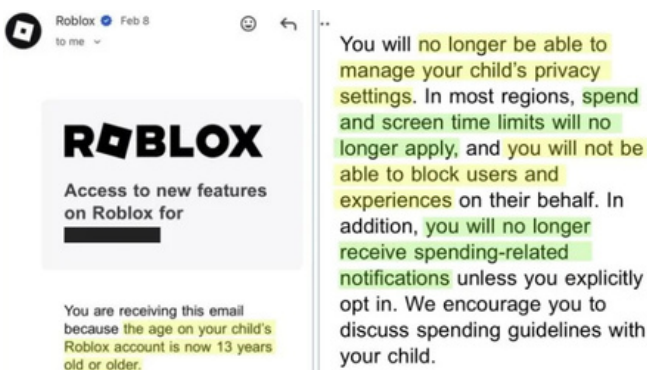 Roblox Feb 8
to me
ROBLOX
Access to new features
on Roblox for
You are receiving this email
because the age on your child's
Roblox account is now 13 years
old or older.
You will no longer be able to
manage your child's privacy
settings. In most regions, spend
and screen time limits will no
longer apply, and you will not be
able to block users and
experiences on their behalf. In
addition, you will no longer
receive spending-related
notifications unless you explicitly
opt in. We encourage you to
discuss spending guidelines with
your child.